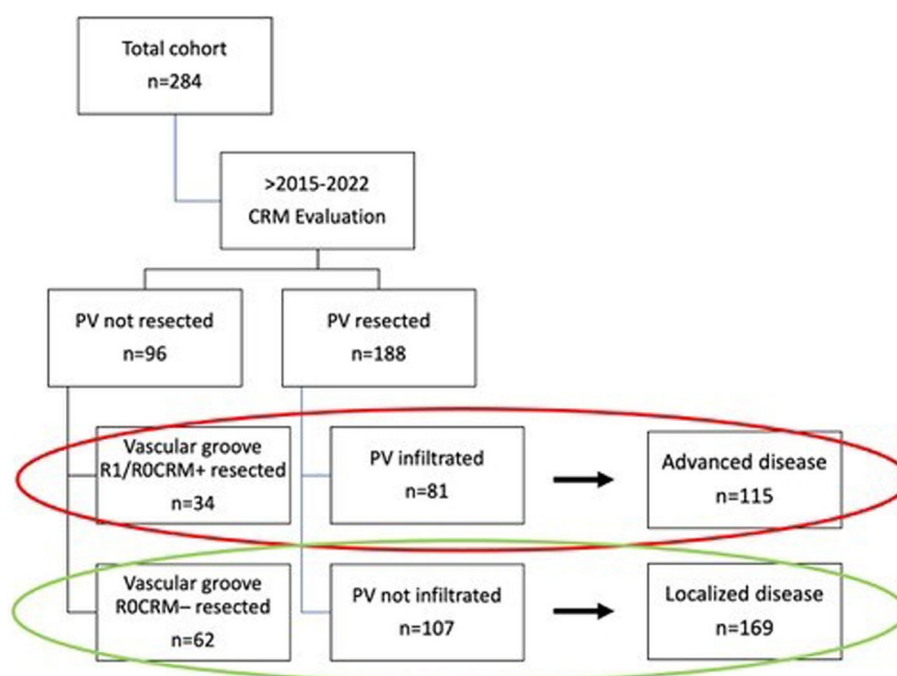 Total cohort
n=284
>2015-2022
CRM Evaluation
PV not resected
n=96
PV resected
n=188
Vascular groove
R1/R0CRM+ resected
n=34
PV infiltrated
n=81
Advanced disease
n=115
Vascular groove
R0CRM− resected
n=62
PV not infiltrated
n=107
Localized disease
n=169